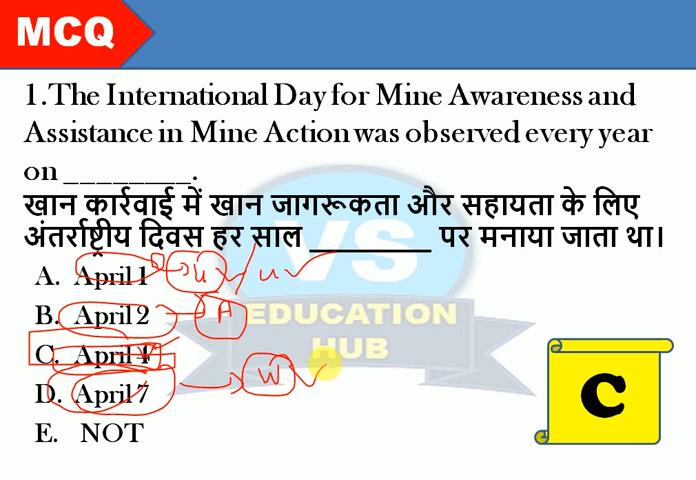 MCQ
1.The International Day for Mine Awareness and
Assistance in Mine Action was observed every year
on ________.
खान कार्रवाई में खान जागरूकता और सहायता के लिए
अंतर्राष्ट्रीय दिवस हर साल ________ पर मनाया जाता था।
A. April 1 U u
B. April 2 A
C. April 4
D. April 7 W
E. NOT
VS
EDUCATION
HUB
C